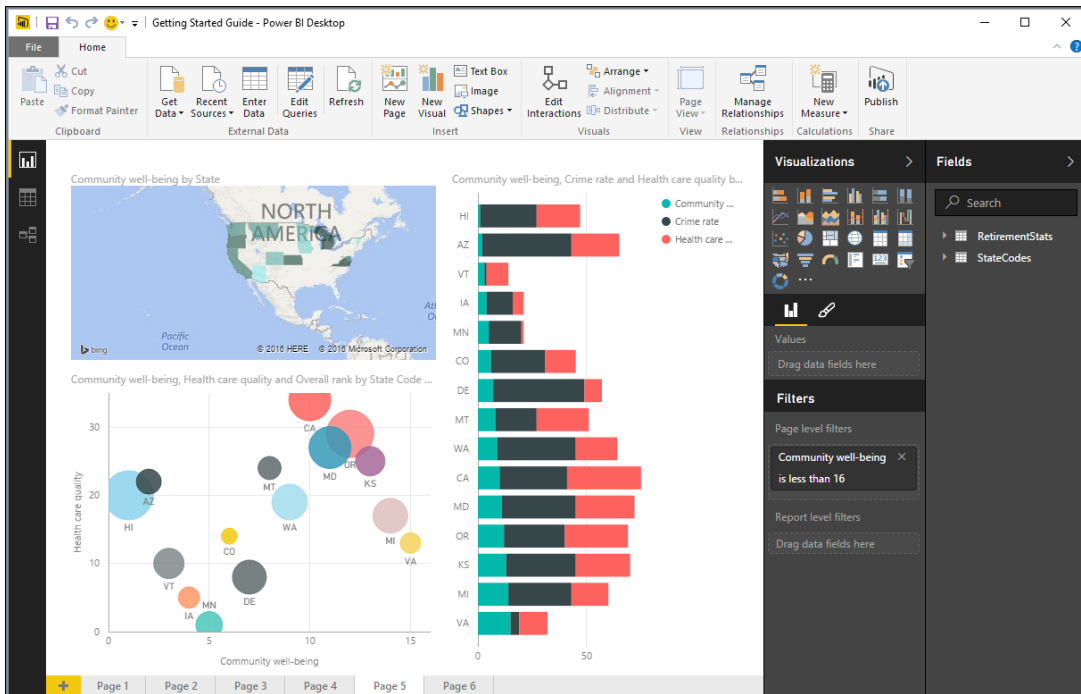 Getting Started Guide - Power BI Desktop
File Home
Paste
Cut
Copy
Format Painter
Clipboard
Get Data
Recent Sources
Enter Data
Edit Queries
Refresh
External Data
New Page
New Visual
Text Box
Image
Shapes
Insert
Edit Interactions
Arrange
Alignment
Distribute
Visuals
Page View
View
Manage Relationships
Relationships
New Measure
Calculations
Publish
Share
Community well-being by State
NORTH
AMERICA
Pacific
Ocean
Atl
O
bing
© 2016 HERE © 2016 Microsoft Corporation
Community well-being, Health care quality and Overall rank by State Code ...
Health care quality
30
20
10
0
CA
OR
MD
KS
MT
AZ
HI
WA
MI
CO
VA
VT
DE
IA
MN
0 5 10 15
Community well-being
Community well-being, Crime rate and Health care quality b...
Community ...
Crime rate
Health care ...
HI
AZ
VT
IA
MN
CO
DE
MT
WA
CA
MD
OR
KS
MI
VA
0 50
Visualizations
123
R
Values
Drag data fields here
Filters
Page level filters
Community well-being
is less than 16
Report level filters
Drag data fields here
Fields
Search
RetirementStats
StateCodes
Page 1 Page 2 Page 3 Page 4 Page 5 Page 6